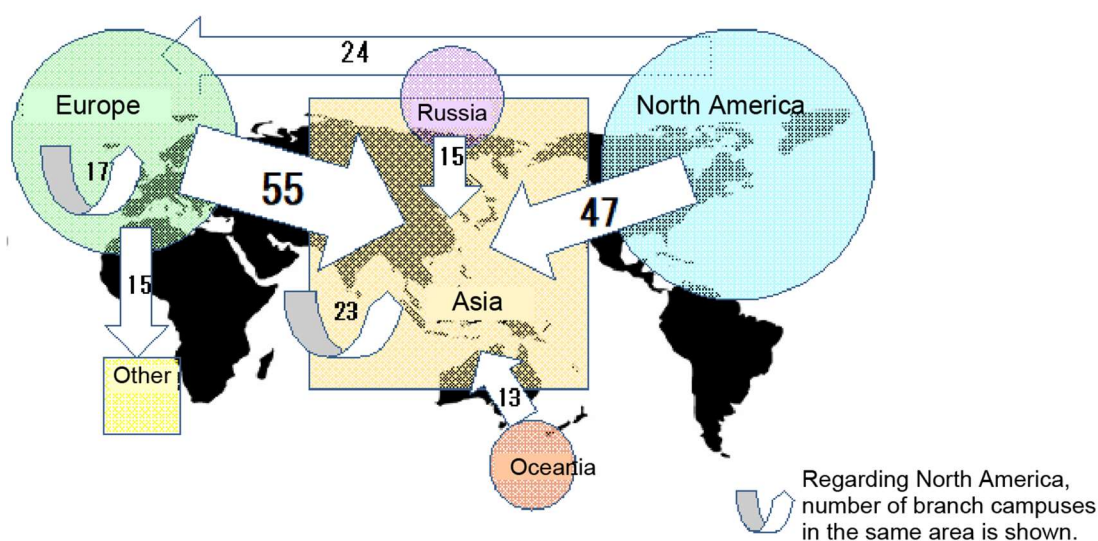 24
Europe
Russia
North America
17
55
15
47
15
23
Asia
Other
13
Oceania
Regarding North America,
number of branch campuses
in the same area is shown.